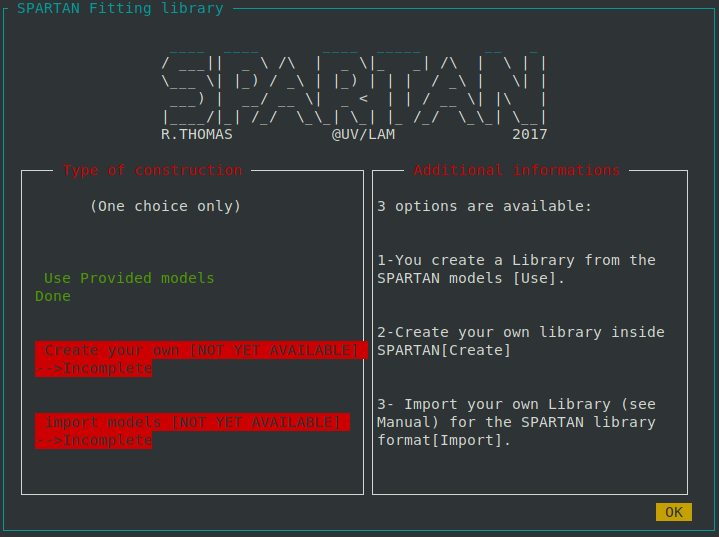 SPARTAN Fitting library
SPARTAN
R.THOMAS @UV/LAM 2017
Type of construction
(One choice only)
Use Provided models
Done
Create your own [NOT YET AVAILABLE]
-->Incomplete
import models [NOT YET AVAILABLE]
-->Incomplete
Additional informations
3 options are available:
1-You create a Library from the
SPARTAN models [Use].
2-Create your own library inside
SPARTAN[Create]
3- Import your own Library (see
Manual) for the SPARTAN library
format[Import].
OK